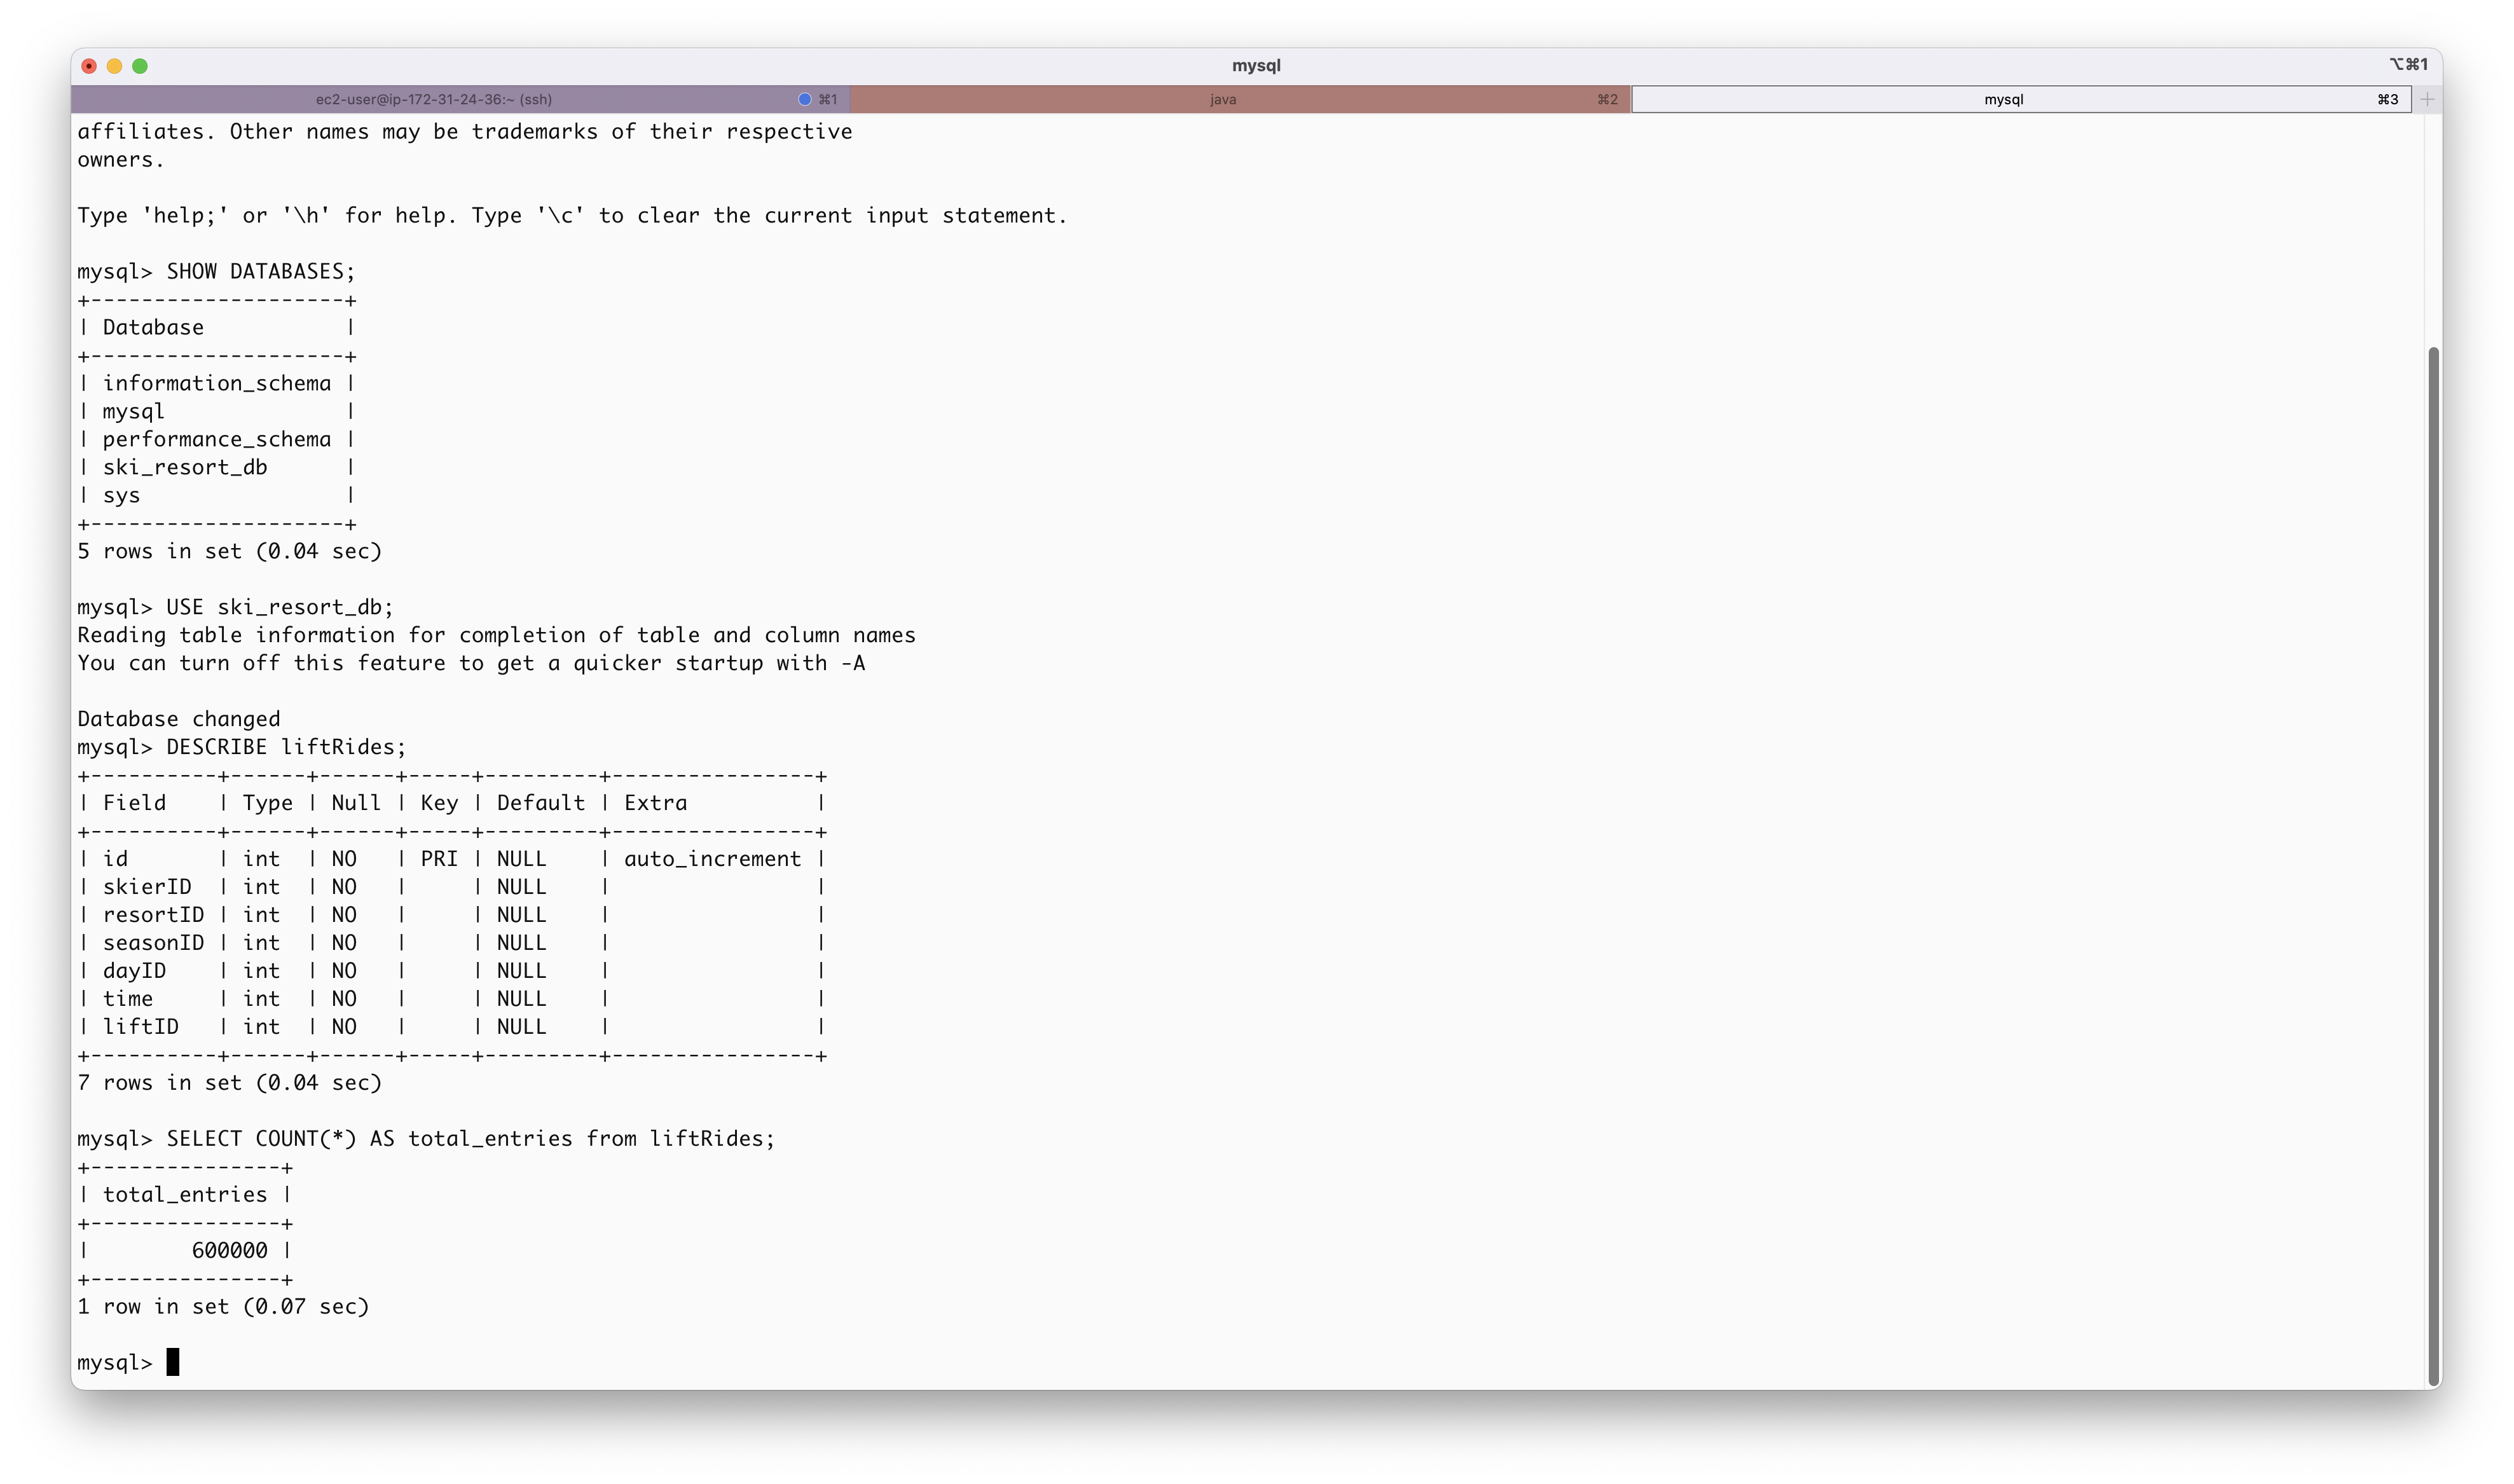 mysql
⌥⌘1
ec2-user@ip-172-31-24-36:~ (ssh) ⌘1
java ⌘2
mysql ⌘3
affiliates. Other names may be trademarks of their respective
owners.
Type 'help;' or '\h' for help. Type '\c' to clear the current input statement.
mysql> SHOW DATABASES;
+--------------------+
| Database           |
+--------------------+
| information_schema |
| mysql              |
| performance_schema |
| ski_resort_db      |
| sys                |
+--------------------+
5 rows in set (0.04 sec)
mysql> USE ski_resort_db;
Reading table information for completion of table and column names
You can turn off this feature to get a quicker startup with -A
Database changed
mysql> DESCRIBE liftRides;
+----------+------+------+-----+---------+----------------+
| Field    | Type | Null | Key | Default | Extra          |
+----------+------+------+-----+---------+----------------+
| id       | int  | NO   | PRI | NULL    | auto_increment |
| skierID  | int  | NO   |     | NULL    |                |
| resortID | int  | NO   |     | NULL    |                |
| seasonID | int  | NO   |     | NULL    |                |
| dayID    | int  | NO   |     | NULL    |                |
| time     | int  | NO   |     | NULL    |                |
| liftID   | int  | NO   |     | NULL    |                |
+----------+------+------+-----+---------+----------------+
7 rows in set (0.04 sec)
mysql> SELECT COUNT(*) AS total_entries from liftRides;
+---------------+
| total_entries |
+---------------+
|        600000 |
+---------------+
1 row in set (0.07 sec)
mysql>